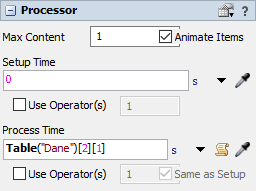 Processor ?
Max Content 1 Animate Items
Setup Time
0 s
Use Operator(s) 1
Process Time
Table("Dane")[2][1] s
Use Operator(s) 1 Same as Setup